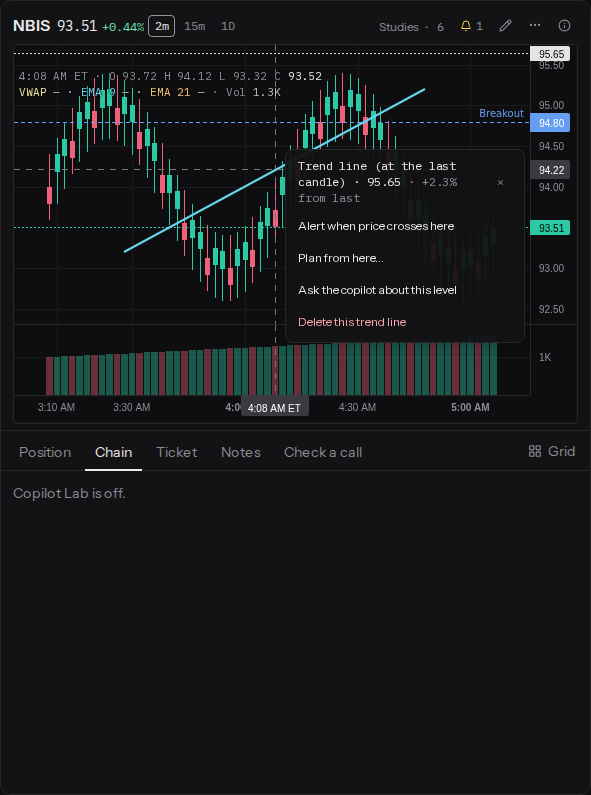 NBIS 93.51 +0.44% 2m 15m 1D Studies · 6 1
95.65
95.50
4:08 AM ET · O 93.72 H 94.12 L 93.32 C 93.52
VWAP — · EMA 9 — · EMA 21 — · Vol 1.3K
95.00
Breakout
94.80
94.50
94.22
94.00
93.51
93.00
92.50
1K
Trend line (at the last
candle) · 95.65 · +2.3%
from last
×
Alert when price crosses here
Plan from here...
Ask the copilot about this level
Delete this trend line
3:10 AM 3:30 AM 4:08 AM ET 4:30 AM 5:00 AM
Position Chain Ticket Notes Check a call Grid
Copilot Lab is off.